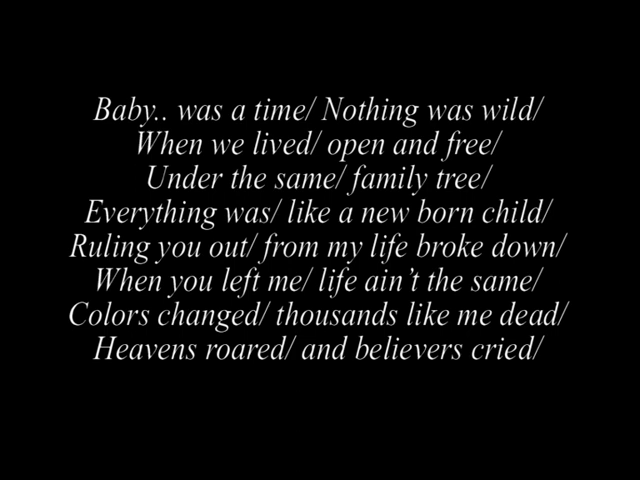 Baby.. was a time/ Nothing was wild/
When we lived/ open and free/
Under the same/ family tree/
Everything was/ like a new born child/
Ruling you out/ from my life broke down/
When you left me/ life ain’t the same/
Colors changed/ thousands like me dead/
Heavens roared/ and believers cried/